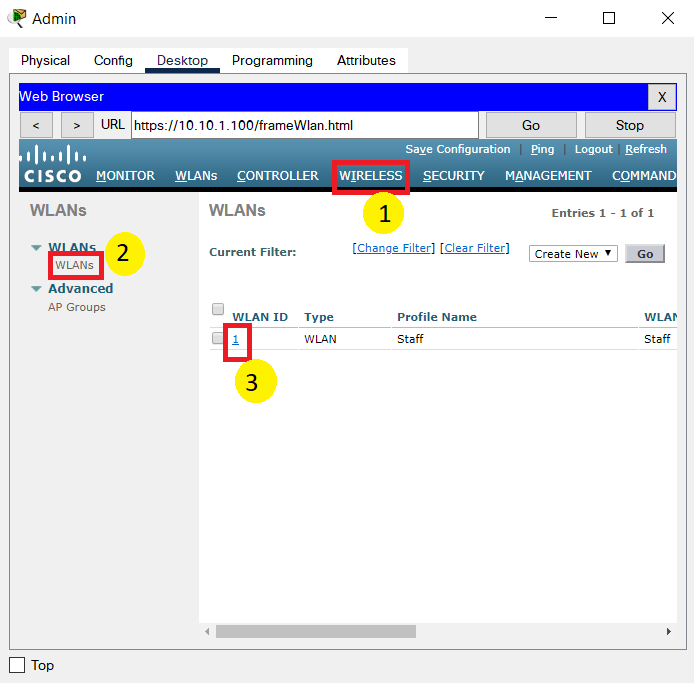 Admin
Physical Config Desktop Programming Attributes
Web Browser X
< > URL https://10.10.1.100/frameWlan.html Go Stop
Save Configuration | Ping | Logout | Refresh
CISCO MONITOR WLANs CONTROLLER WIRELESS SECURITY MANAGEMENT COMMAND
1
WLANs
WLANs
2
WLANs
Advanced
AP Groups
WLANs Entries 1 - 1 of 1
Current Filter: [Change Filter] [Clear Filter] Create New Go
WLAN ID Type Profile Name WLAN
1 WLAN Staff Staff
3
Top